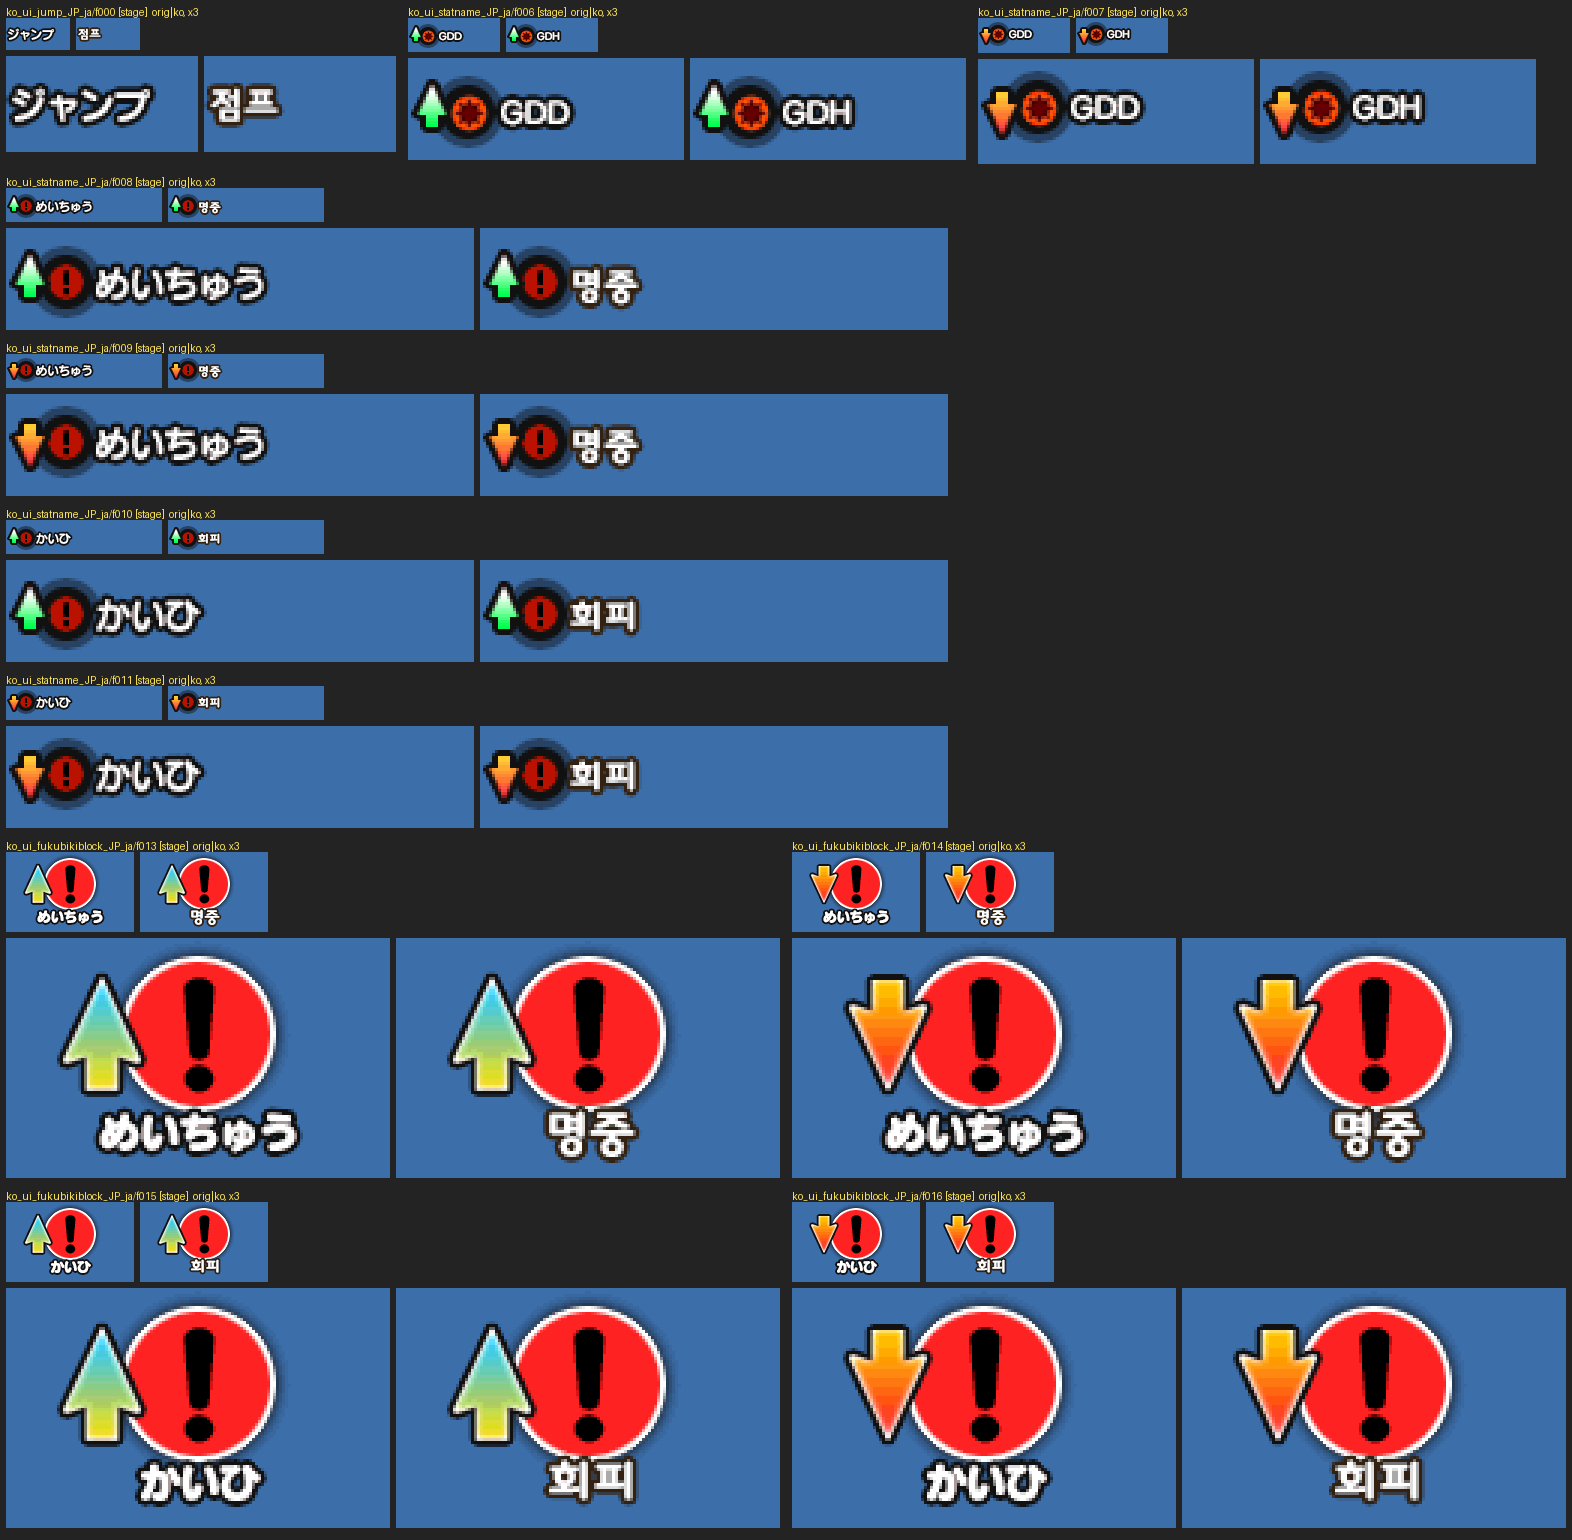 ko_ui_jump_JP_ja/f000 [stage] orig|ko, x3
ジャンプ 점프
ジャンプ 점프
ko_ui_statname_JP_ja/f006 [stage] orig|ko, x3
GDD GDH
GDD GDH
ko_ui_statname_JP_ja/f007 [stage] orig|ko, x3
GDD GDH
GDD GDH
ko_ui_statname_JP_ja/f008 [stage] orig|ko, x3
めいちゅう 명중
めいちゅう 명중
ko_ui_statname_JP_ja/f009 [stage] orig|ko, x3
めいちゅう 명중
めいちゅう 명중
ko_ui_statname_JP_ja/f010 [stage] orig|ko, x3
かいひ 회피
かいひ 회피
ko_ui_statname_JP_ja/f011 [stage] orig|ko, x3
かいひ 회피
かいひ 회피
ko_ui_fukubikiblock_JP_ja/f013 [stage] orig|ko, x3
めいちゅう 명중
めいちゅう 명중
ko_ui_fukubikiblock_JP_ja/f014 [stage] orig|ko, x3
めいちゅう 명중
めいちゅう 명중
ko_ui_fukubikiblock_JP_ja/f015 [stage] orig|ko, x3
かいひ 회피
かいひ 회피
ko_ui_fukubikiblock_JP_ja/f016 [stage] orig|ko, x3
かいひ 회피
かいひ 회피